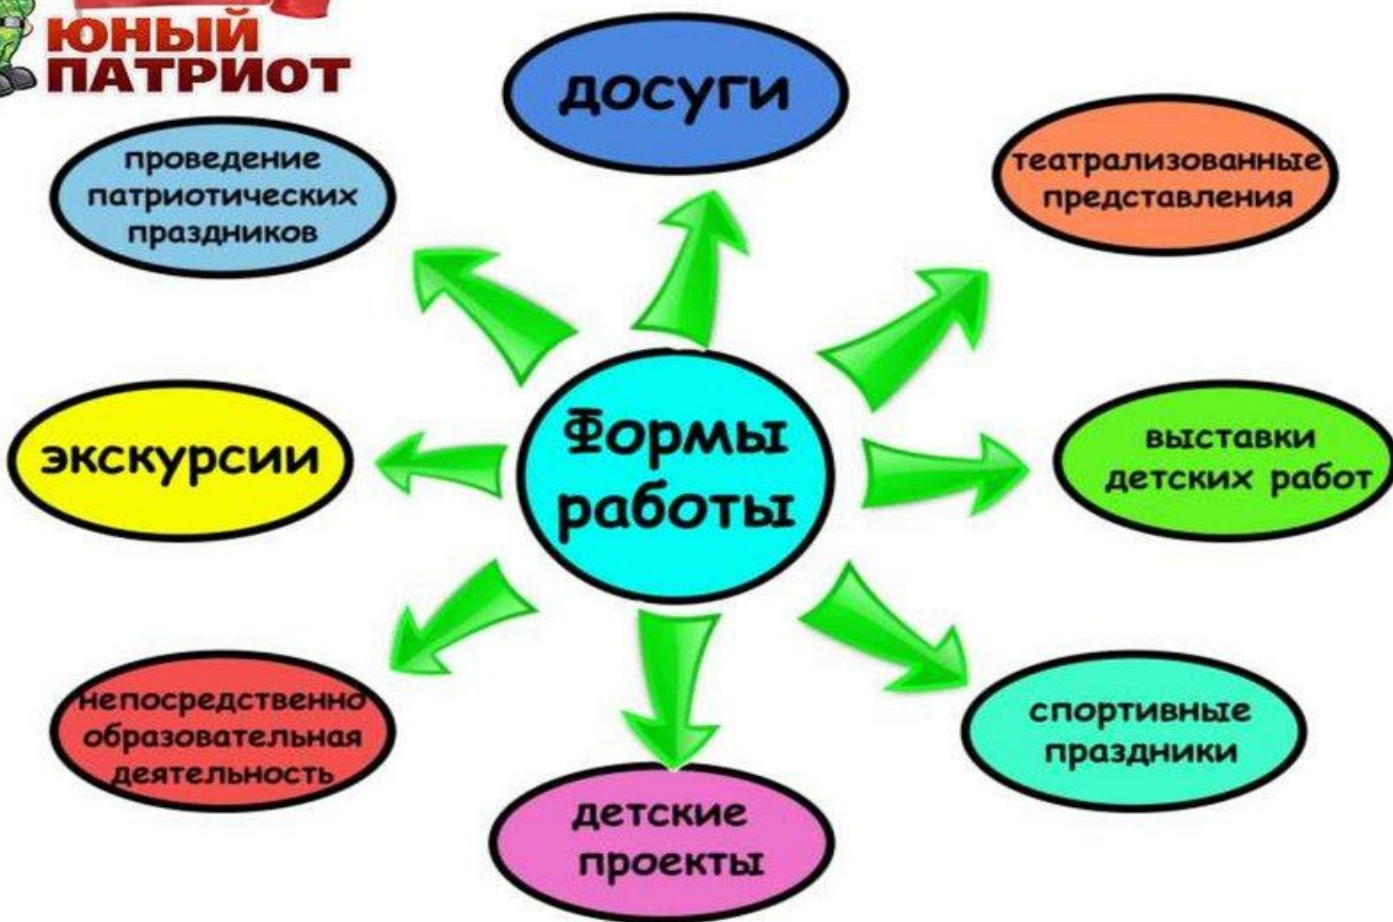 ЮНЫЙ
ПАТРИОТ
досуги
проведение
патриотических
праздников
театрализованные
представления
экскурсии
Формы
работы
выставки
детских работ
непосредственно
образовательная
деятельность
спортивные
праздники
детские
проекты